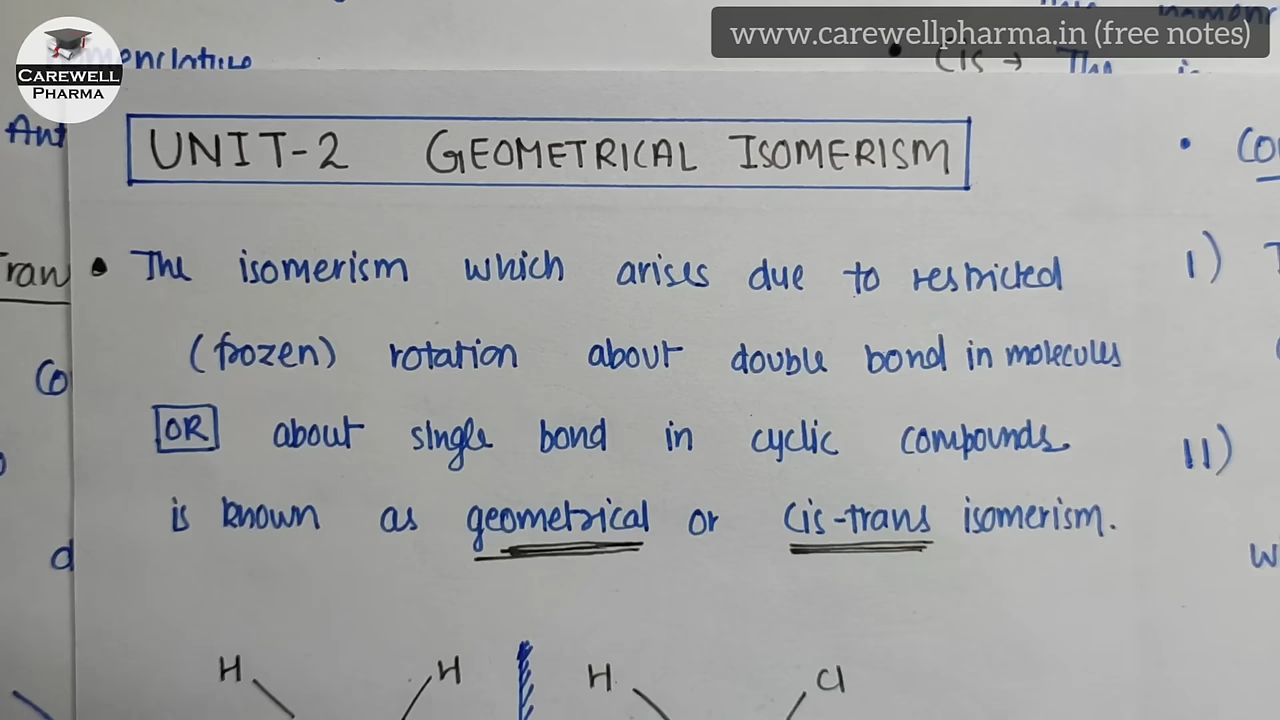 www.carewellpharma.in (free notes)
CAREWELL
PHARMA
CIS →
UNIT-2 GEOMETRICAL ISOMERISM
• The isomerism which arises due to restricted
(frozen) rotation about double bond in molecules
OR about single bond in cyclic compounds.
is known as geometrical or Cis-trans isomerism.
I)
II)
H H H Cl